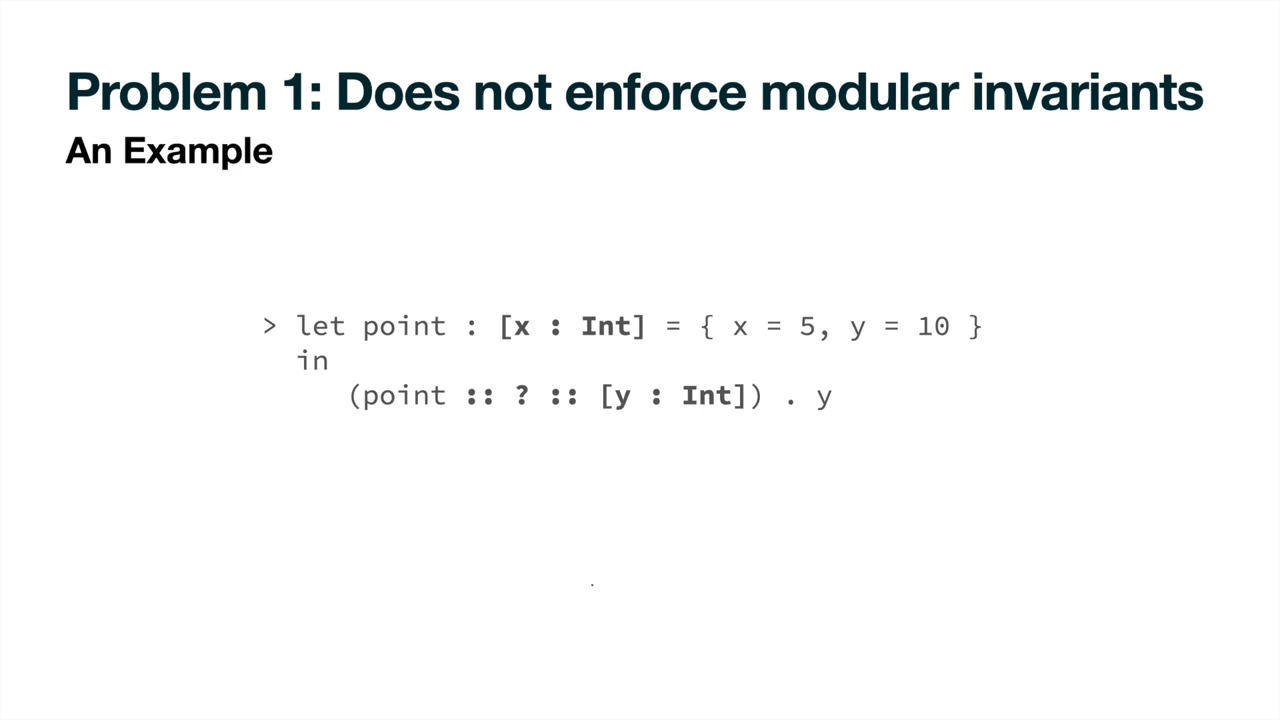 Problem 1: Does not enforce modular invariants
An Example
> let point : [x : Int] = { x = 5, y = 10 }
in
(point :: ? :: [y : Int]) . y